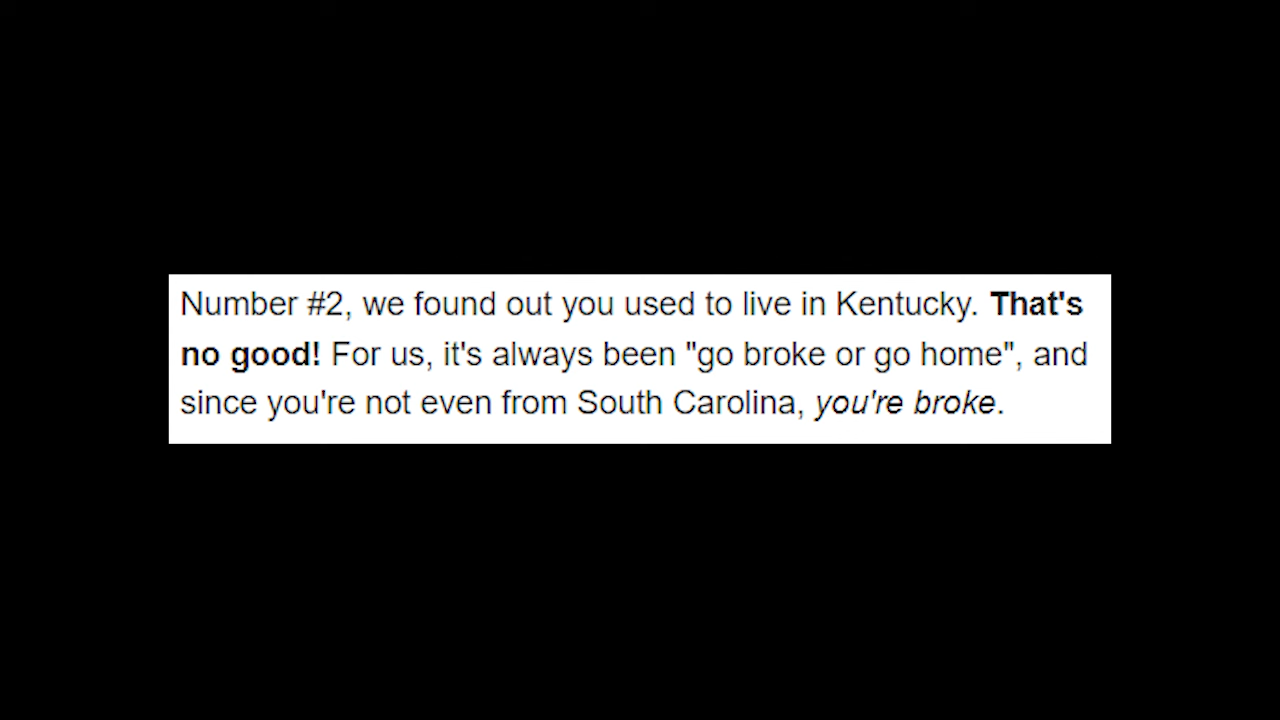 Number #2, we found out you used to live in Kentucky. That's
no good! For us, it's always been "go broke or go home", and
since you're not even from South Carolina, you're broke.